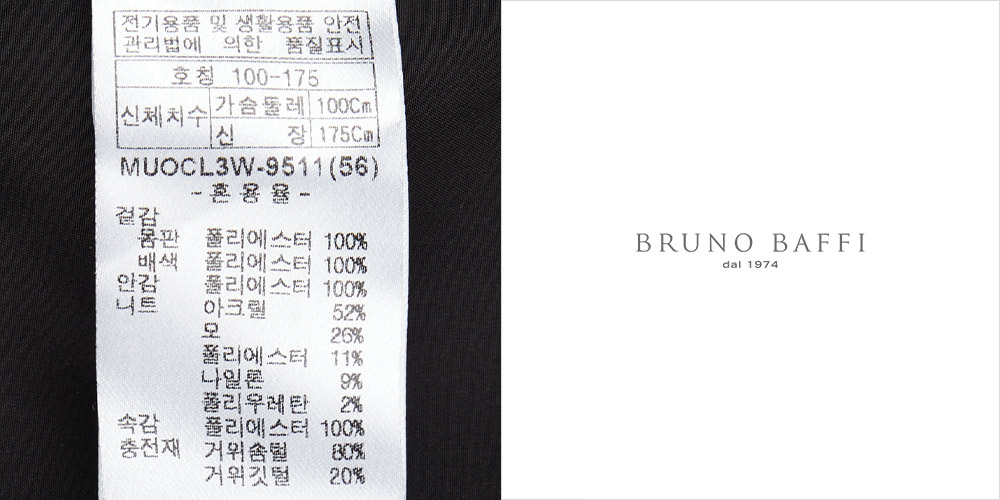 전기용품 및 생활용품 안전
관리법에 의한 품질표시
호칭 100-175
신체치수 가슴둘레 100Cm
신 장 175Cm
MUOCL3W-9511(56)
-혼용율-
겉감
몸판 폴리에스터 100%
배색 폴리에스터 100%
안감 폴리에스터 100%
니트 아크릴 52%
모 26%
폴리에스터 11%
나일론 9%
폴리우레탄 2%
속감 폴리에스터 100%
충전재 거위솜털 80%
거위깃털 20%
BRUNO BAFFI
dal 1974